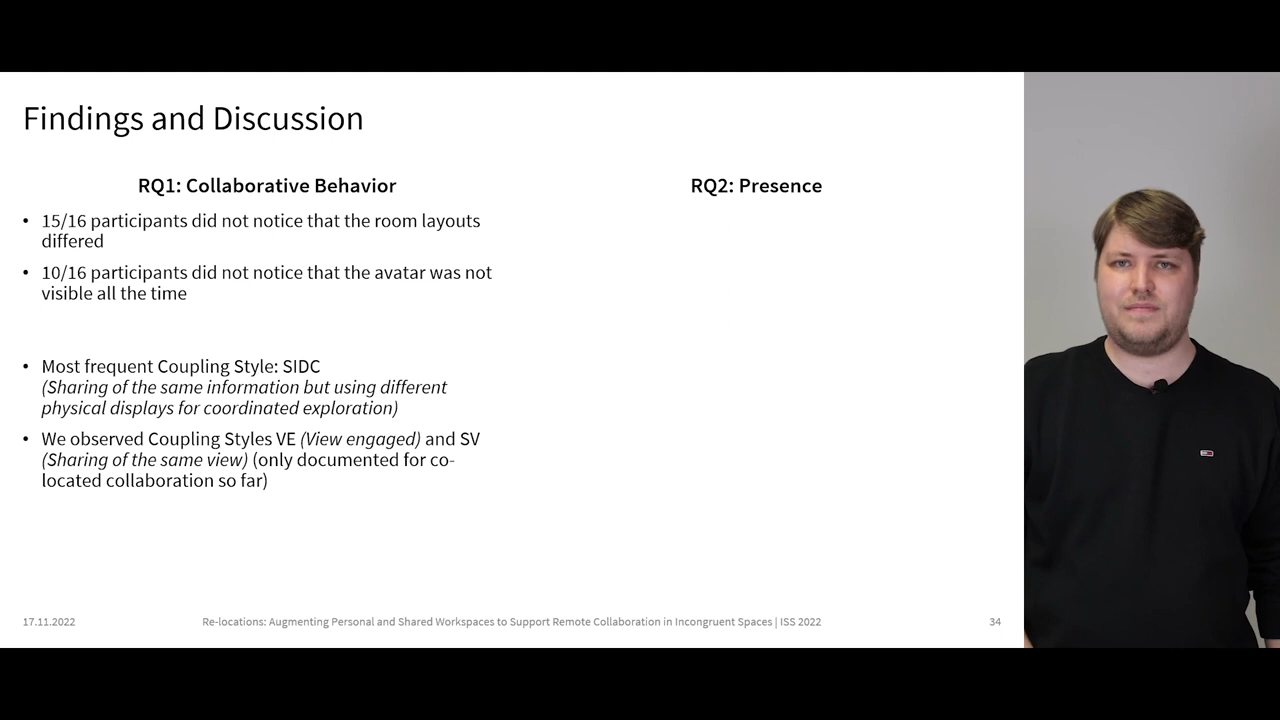 Findings and Discussion
RQ1: Collaborative Behavior
• 15/16 participants did not notice that the room layouts
differed
• 10/16 participants did not notice that the avatar was not
visible all the time
• Most frequent Coupling Style: SIDC
(Sharing of the same information but using different
physical displays for coordinated exploration)
• We observed Coupling Styles VE (View engaged) and SV
(Sharing of the same view) (only documented for co-
located collaboration so far)
RQ2: Presence
17.11.2022
Re-locations: Augmenting Personal and Shared Workspaces to Support Remote Collaboration in Incongruent Spaces | ISS 2022
34